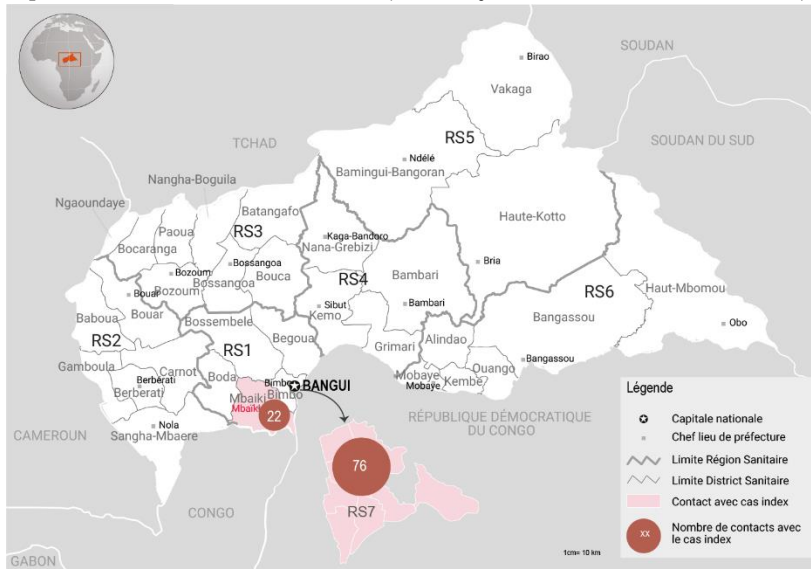 SOUDAN
Birao
Vakaga
SOUDAN DU SUD
TCHAD
RS5
Ndélé
Bamingui-Bangoran
Nangha-Boguila
Ngaoundaye
Batangafo
Paoua
RS3
Haute-Kotto
Bocaranga
Kaga-Bandoro
Nana-Grebizi
Bossangoa
Bozoum
Bouca
Bria
Bambari
RS4
Bossangoa
Bozoum
RS6
Haut-Mbomou
Bouar
Sibut
Bambari
Kemo
Baboua
Bouar
Bossembele
Bangassou
Obo
RS2
RS1
Grimari
Alindao
Begoua
Carnot
Gamboula
Ouango
Bangassou
Boda
Bimbo
BANGUI
Mobaye
Mobaye
Kembe
Berbérati
Berberati
Mbaiki
Bimbo
Mbaïki
22
Nola
Sangha-Mbaere
CAMEROUN
RÉPUBLIQUE DÉMOCRATIQUE
DU CONGO
76
CONGO
RS7
GABON
1cm= 10 km
Légende
Capitale nationale
Chef lieu de préfecture
Limite Région Sanitaire
Limite District Sanitaire
Contact avec cas index
xx
Nombre de contacts avec
le cas index